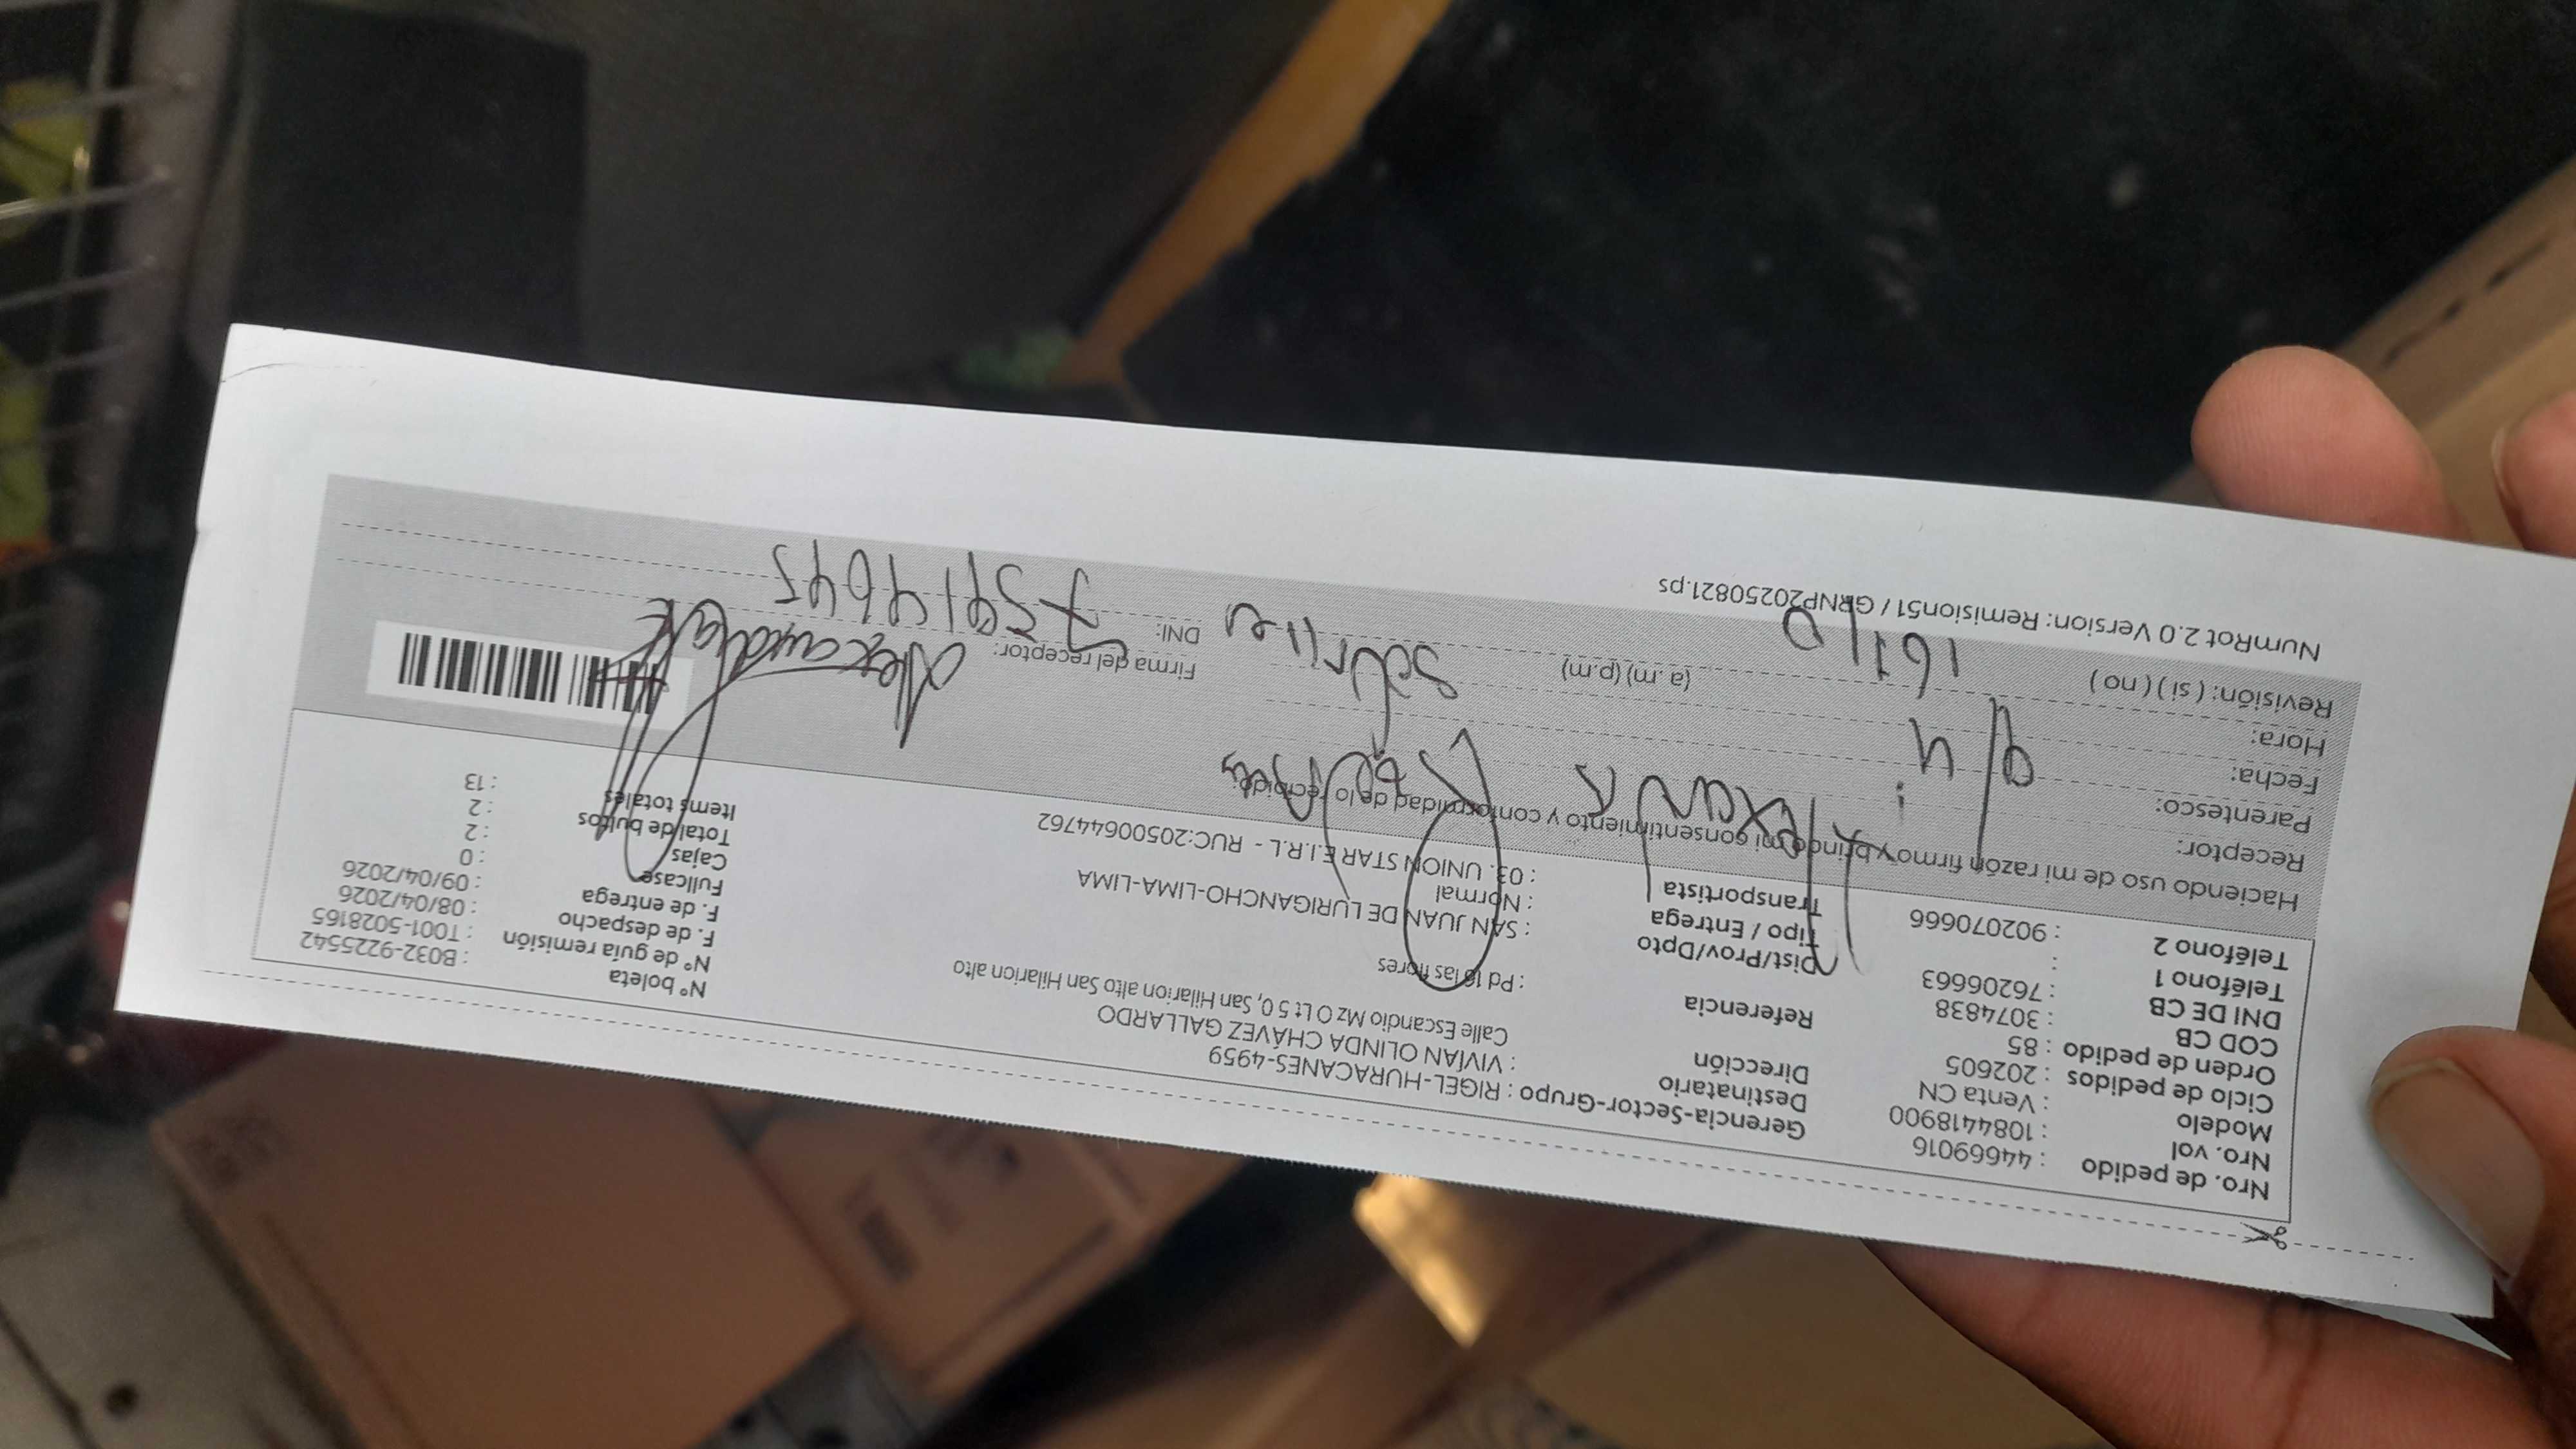 Nro. de pedido : 44669016
Nro. vol : 1084418900
Modelo : Venta CN
Ciclo de pedidos : 202605
Orden de pedido : 85
COD CB : 3074838
DNI DE CB : 76206663
Teléfono 1 :
Teléfono 2 : 902070666
Gerencia-Sector-Grupo : RIGEL-HURACANES-4959
Destinatario : VIVÍAN OLINDA CHÁVEZ GALLARDO
Dirección Calle Escandio Mz O Lt 5 0, San Hilarion alto San Hilarion alto
Referencia : Pd 16 las flores
Dist/Prov/Dpto : SAN JUAN DE LURIGANCHO-LIMA-LIMA
Tipo / Entrega : Normal
Transportista : 03. UNION STAR E.I.R.L - RUC:20500644762
N° boleta : B032-9225542
N° de guía remisión : T001-5028165
F. de despacho : 08/04/2026
F. de entrega : 09/04/2026
Fullcase : 0
Cajas : 2
Total de bultos : 2
Items totales : 13
Haciendo uso de mi razón firmo y brindo mi consentimiento y conformidad de lo recibido:
Receptor:
Parentesco:
Fecha: 9/4
Hora: (a.m) (p.m)
Revisión: ( si ) ( no )
Firma del receptor:
DNI:
NumRot 2.0 Version: Remision51 / GRNP20250821.ps